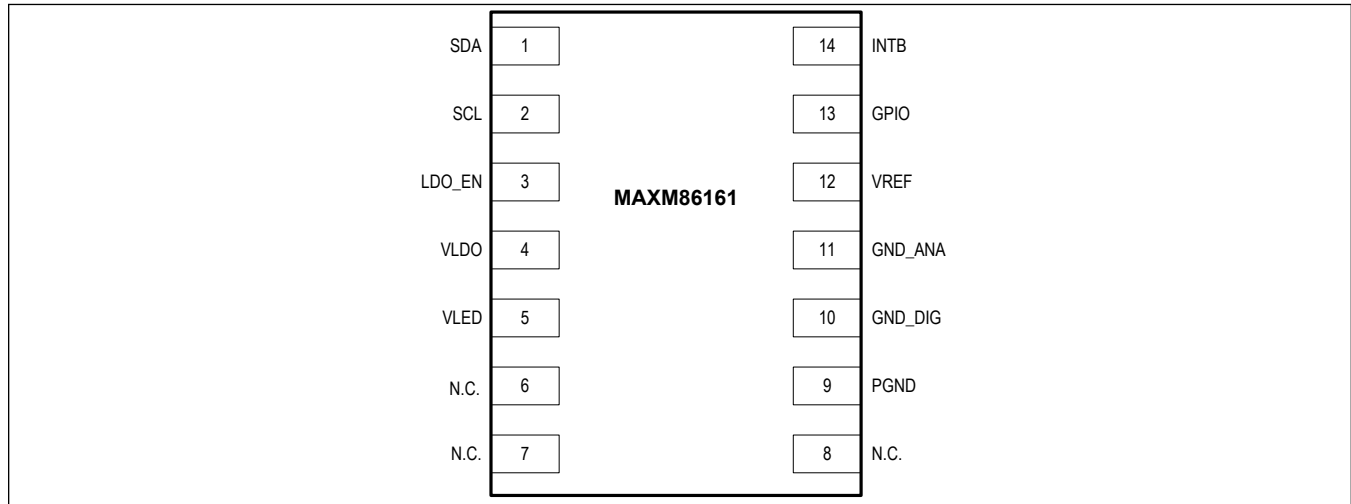 SDA 1 14 INTB
SCL 2 13 GPIO
LDO_EN 3 12 VREF
MAXM86161
VLDO 4 11 GND_ANA
VLED 5 10 GND_DIG
N.C. 6 9 PGND
N.C. 7 8 N.C.